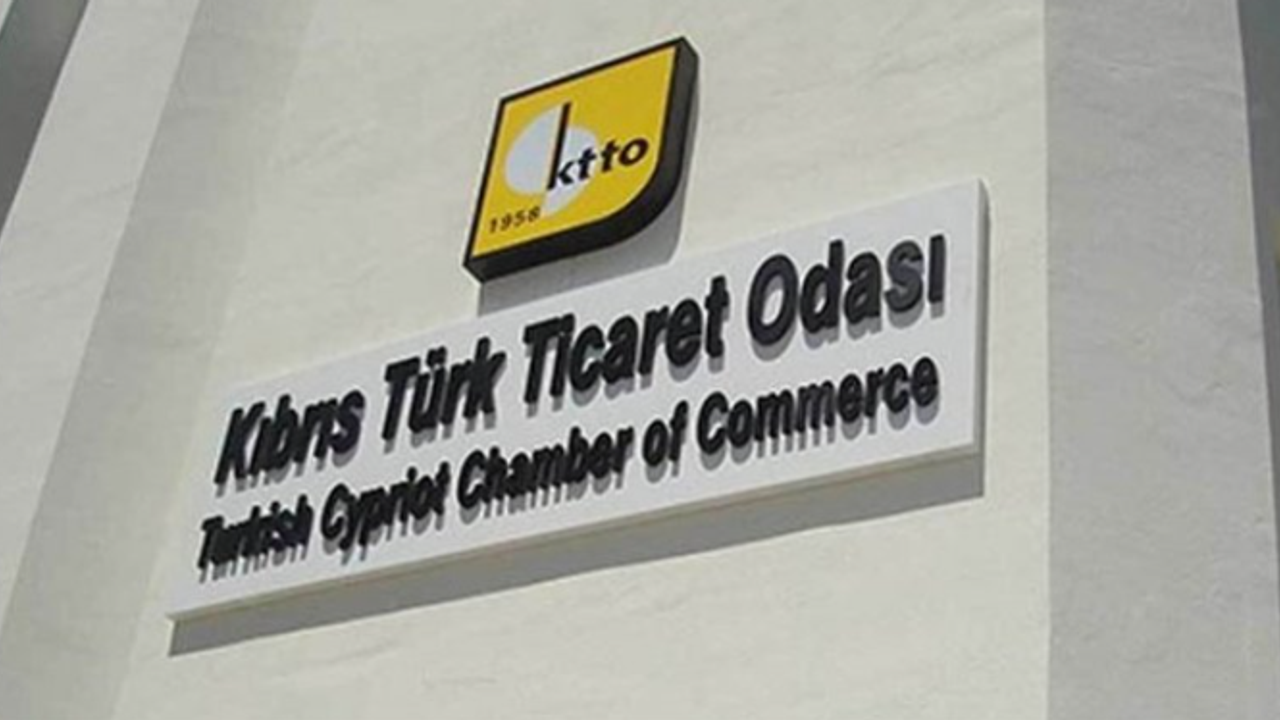 ktto
1958
Kıbrıs Türk Ticaret Odası
Turkish Cypriot Chamber of Commerce